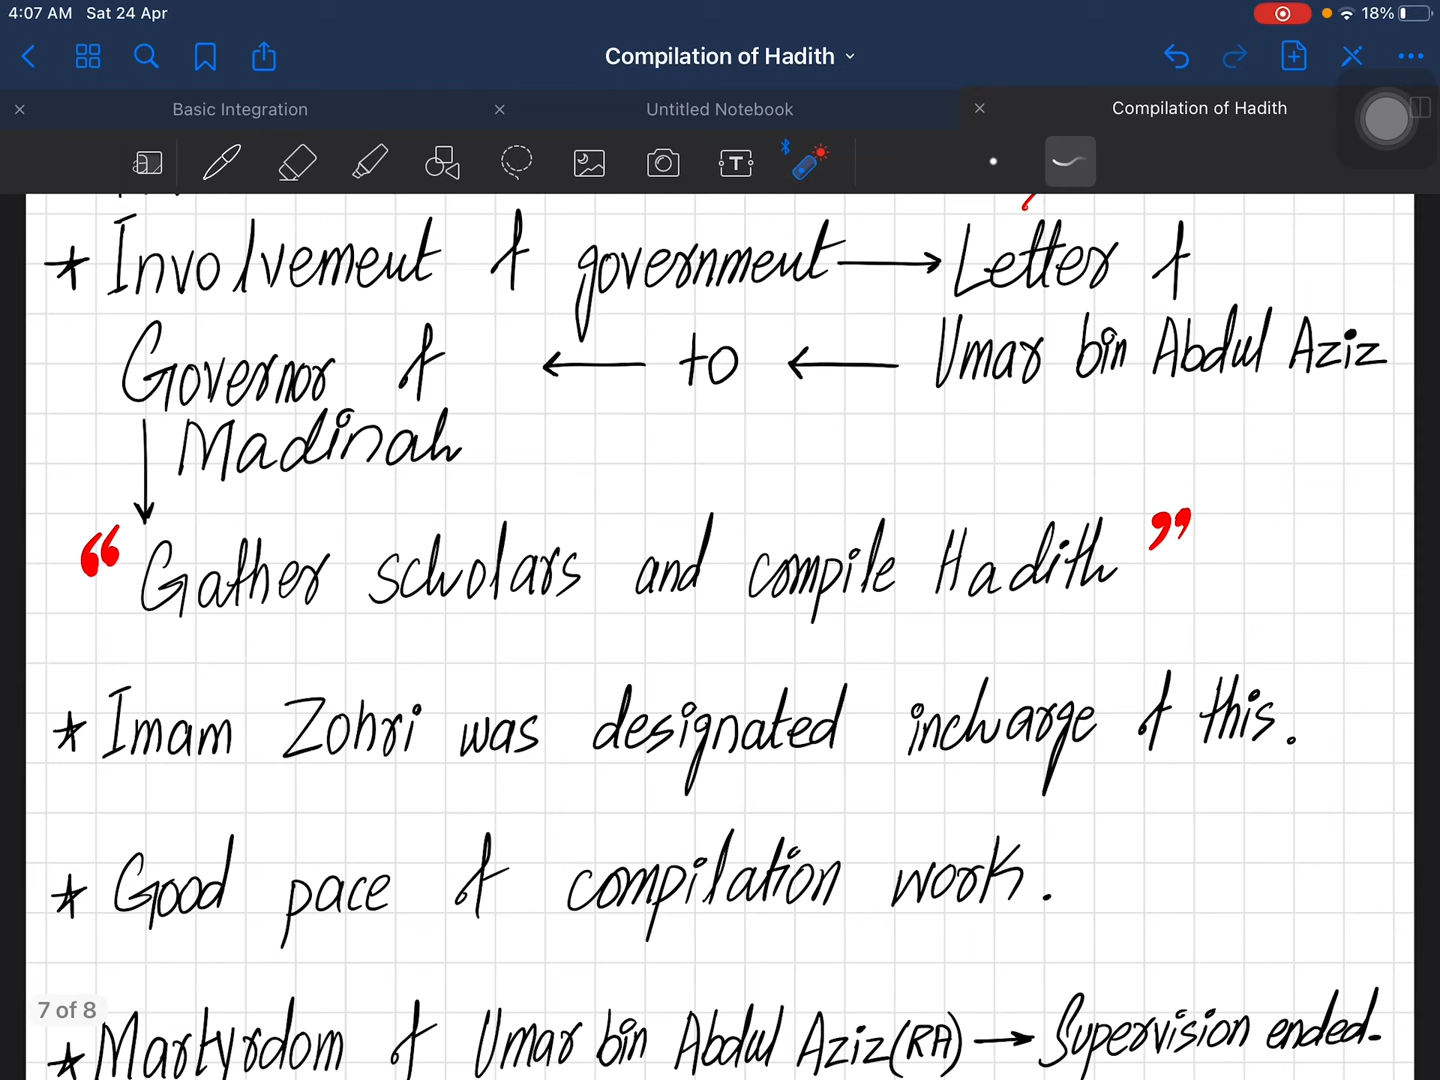 4:07 AM Sat 24 Apr 18%
Compilation of Hadith
Basic Integration Untitled Notebook Compilation of Hadith
* Involvement of government → Letter of
Governor of ← to ← Umar bin Abdul Aziz
↓ Madinah
“Gather scholars and compile Hadith”
* Imam Zohri was designated incharge of this.
* Good pace of compilation work.
7 of 8
* Martyrdom of Umar bin Abdul Aziz (RA) → Supervision ended.